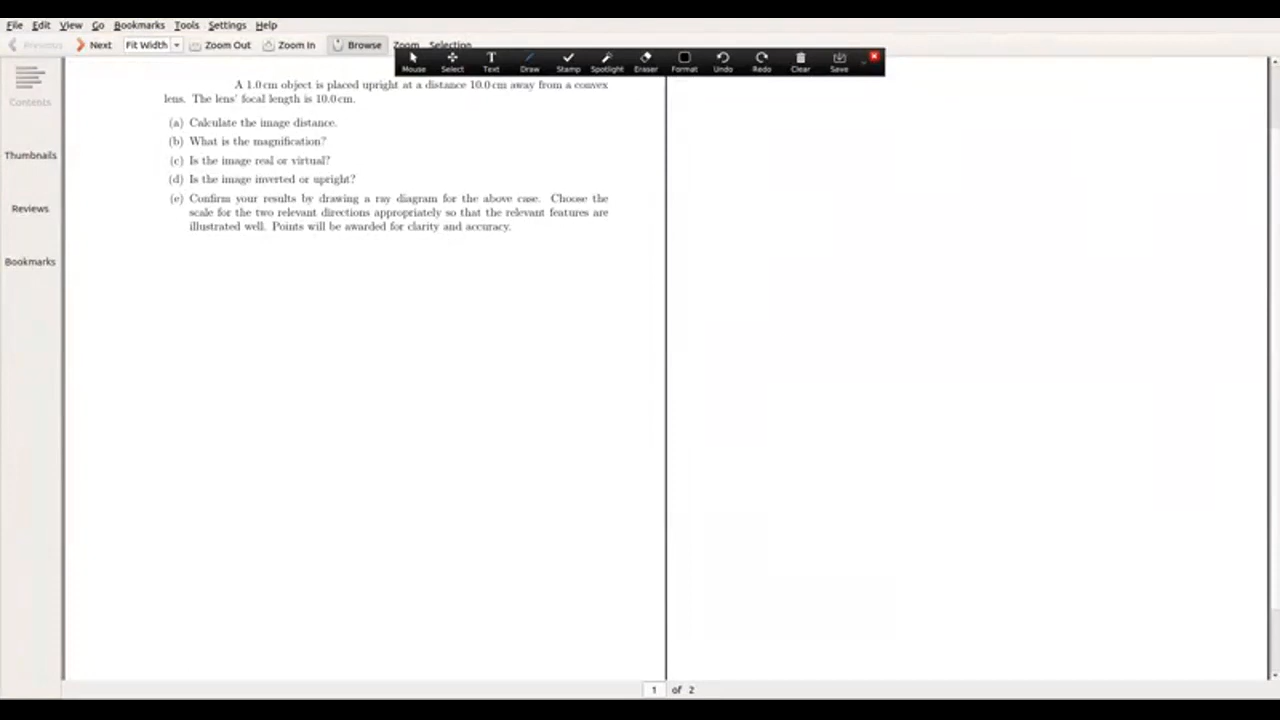 File Edit View Go Bookmarks Tools Settings Help
Previous Next Fit Width Zoom Out Zoom In Browse Zoom Selection
Mouse Select Text Draw Stamp Spotlight Eraser Format Undo Redo Clear Save
Contents
Thumbnails
Reviews
Bookmarks
A 1.0 cm object is placed upright at a distance 10.0 cm away from a convex
lens. The lens' focal length is 10.0 cm.
(a) Calculate the image distance.
(b) What is the magnification?
(c) Is the image real or virtual?
(d) Is the image inverted or upright?
(e) Confirm your results by drawing a ray diagram for the above case. Choose the
scale for the two relevant directions appropriately so that the relevant features are
illustrated well. Points will be awarded for clarity and accuracy.
1 of 2